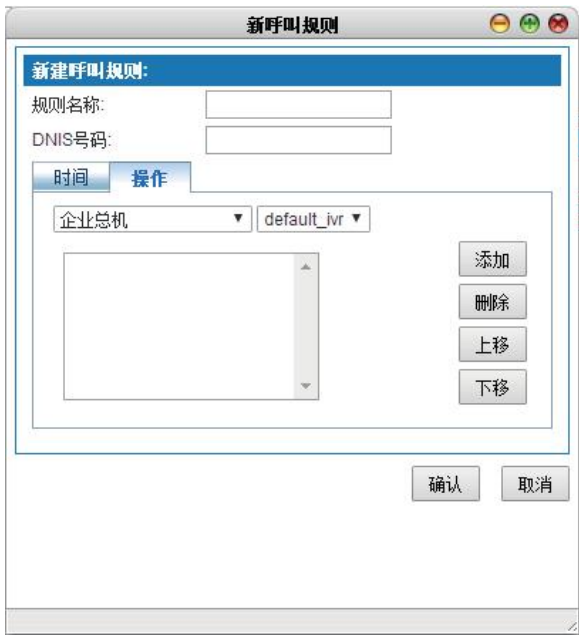 新呼叫规则
新建呼叫规则:
规则名称:
DNIS号码:
时间 操作
企业总机 default_ivr
添加
删除
上移
下移
确认 取消